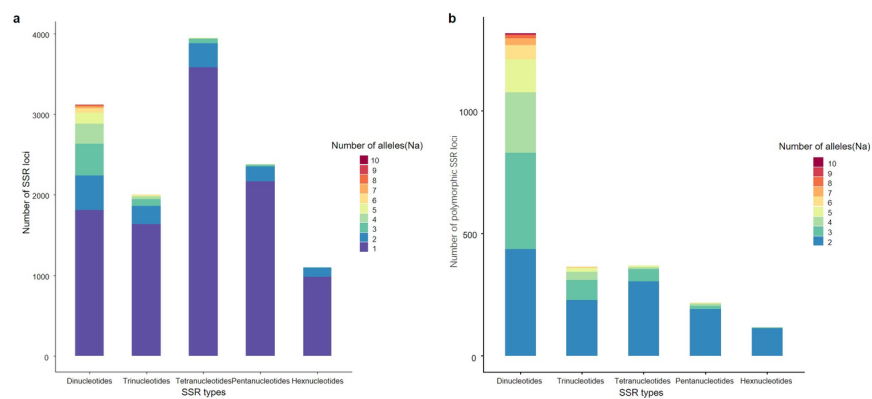 a
Number of SSR loci
4000
3000
2000
1000
0
Dinucleotides Trinucleotides Tetranucleotides Pentanucleotides Hexnucleotides
SSR types
Number of alleles(Na)
10
9
8
7
6
5
4
3
2
1
b
Number of polymorphic SSR loci
1000
500
0
Dinucleotides Trinucleotides Tetranucleotides Pentanucleotides Hexnucleotides
SSR types
Number of alleles(Na)
10
9
8
7
6
5
4
3
2